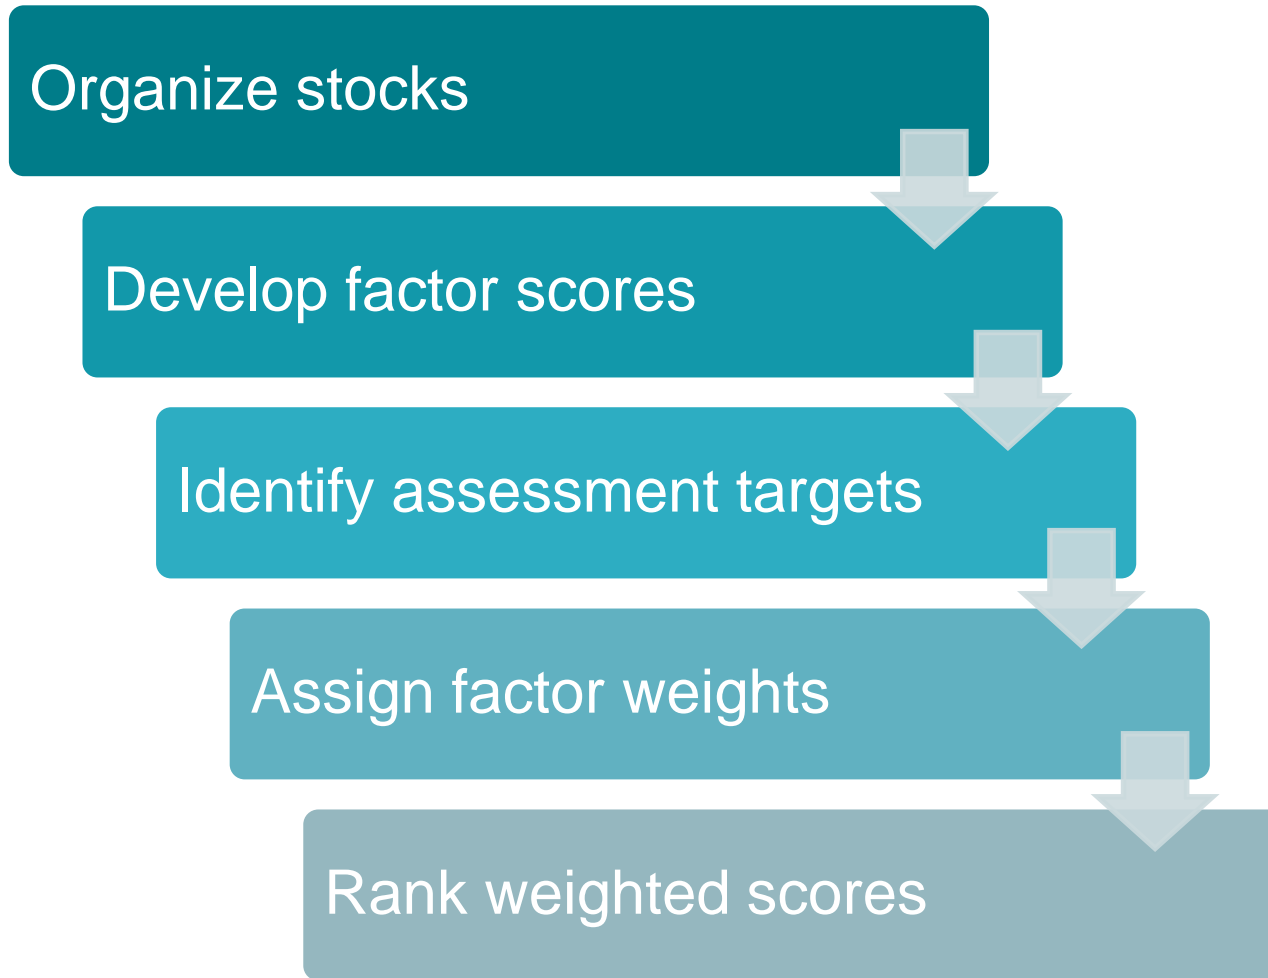 Organize stocks
Develop factor scores
Identify assessment targets
Assign factor weights
Rank weighted scores